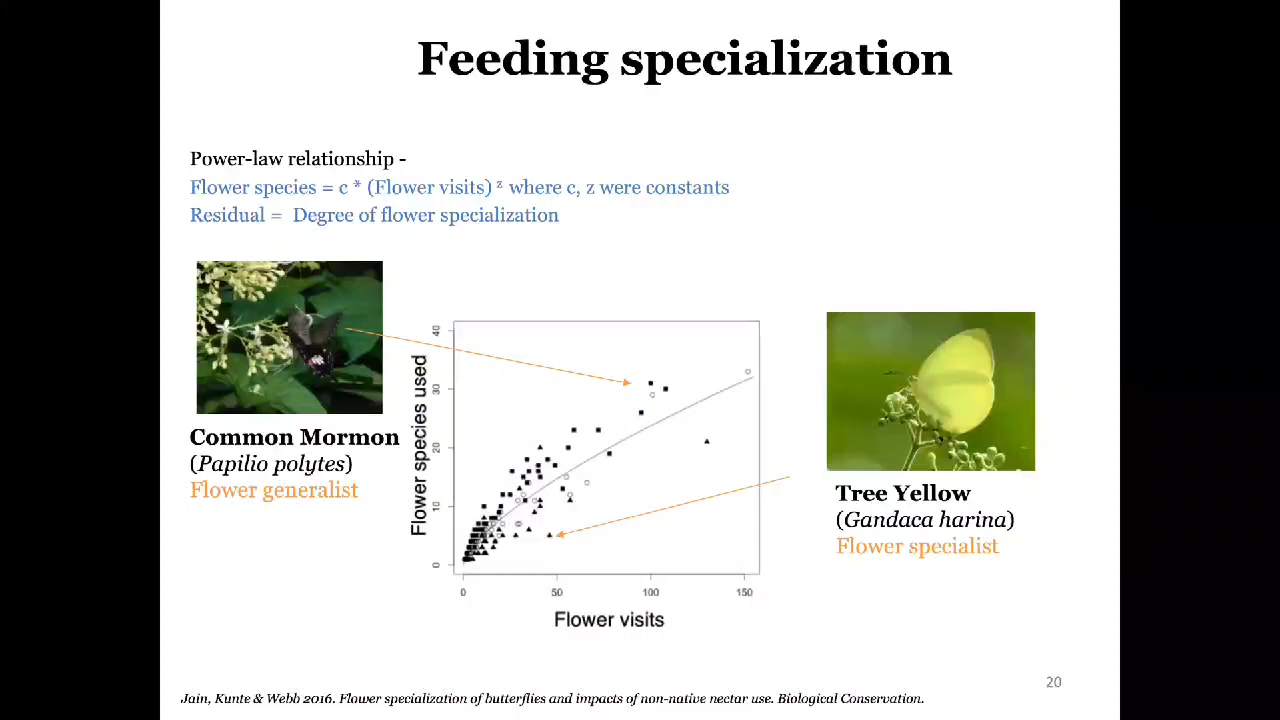 Feeding specialization
Power-law relationship -
Flower species = c * (Flower visits) ᶻ where c, z were constants
Residual = Degree of flower specialization
Common Mormon
(Papilio polytes)
Flower generalist
Flower species used
40
30
20
10
0
0 50 100 150
Flower visits
Tree Yellow
(Gandaca harina)
Flower specialist
20
Jain, Kunte & Webb 2016. Flower specialization of butterflies and impacts of non-native nectar use. Biological Conservation.